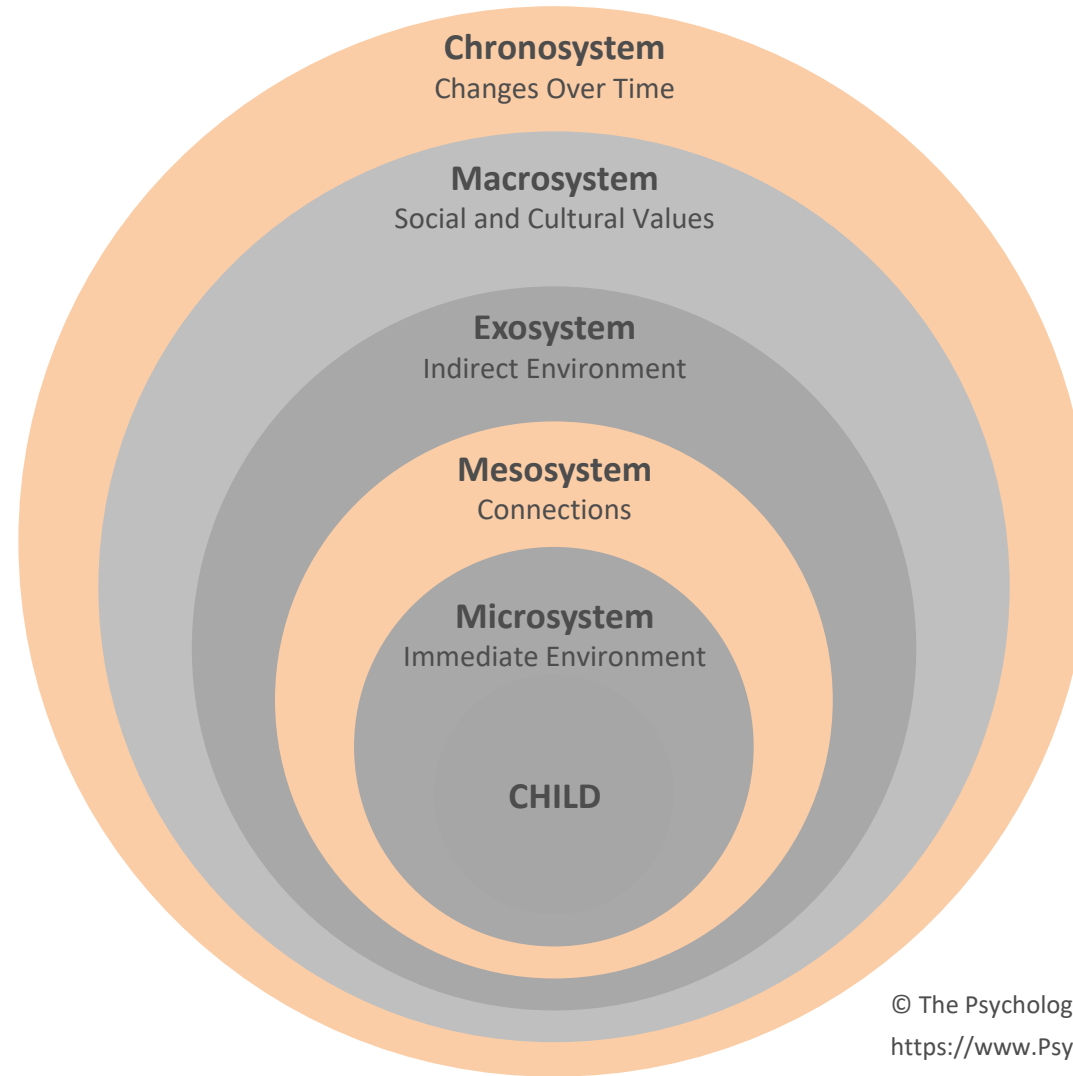 Chronosystem
Changes Over Time
Macrosystem
Social and Cultural Values
Exosystem
Indirect Environment
Mesosystem
Connections
Microsystem
Immediate Environment
CHILD
© The Psycholog
https://www.Psy